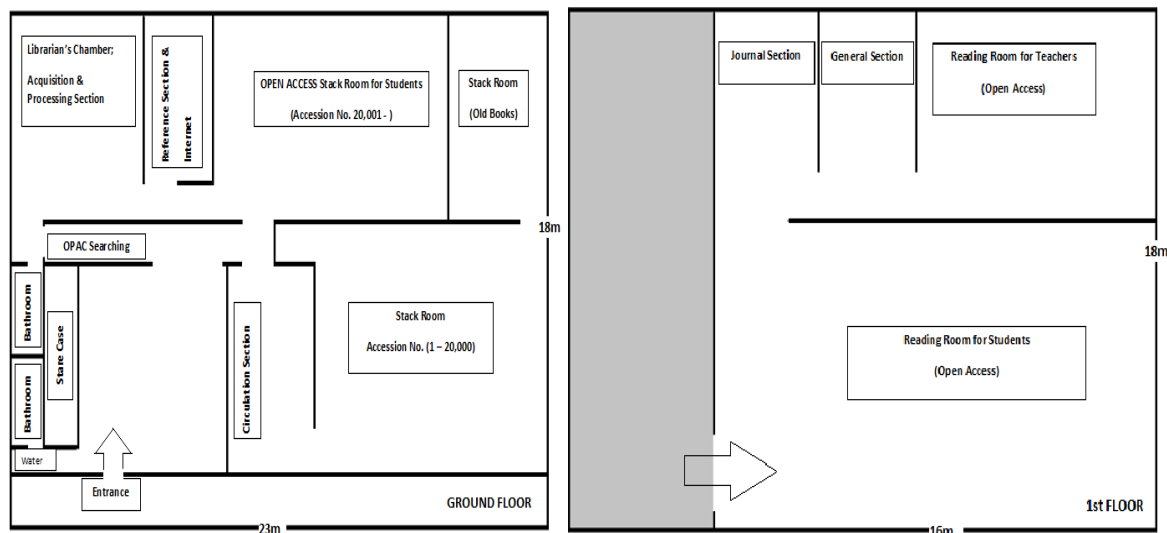 Librarian's Chamber;
Acquisition &
Processing Section
Reference Section &
Internet
OPEN ACCESS Stack Room for Students
(Accession No. 20,001 - )
Stack Room
(Old Books)
18m
OPAC Searching
Bathroom
Bathroom
Stare Case
Circulation Section
Stack Room
Accession No. (1 – 20,000)
Water
Entrance
GROUND FLOOR
23m
Journal Section
General Section
Reading Room for Teachers
(Open Access)
18m
Reading Room for Students
(Open Access)
1st FLOOR
16m